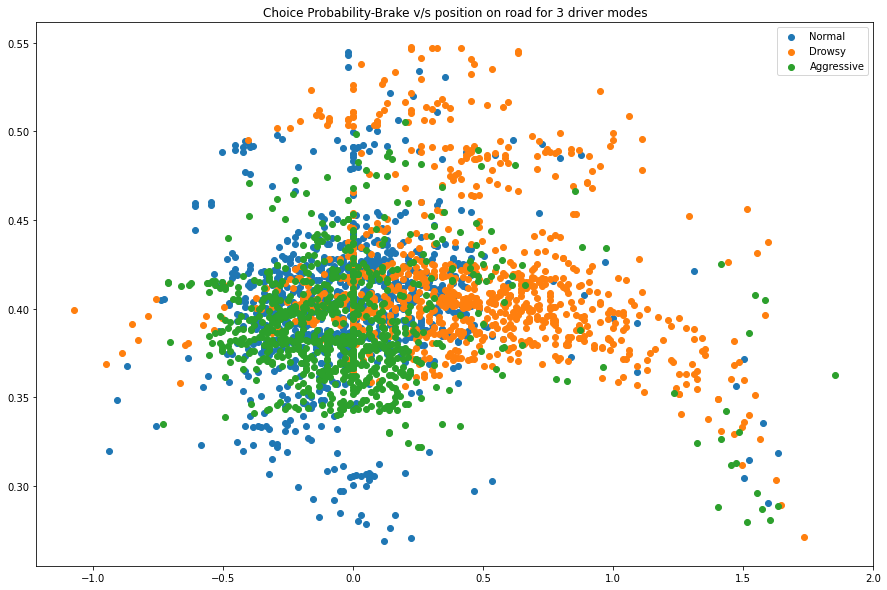 Choice Probability-Brake v/s position on road for 3 driver modes
Normal
Drowsy
Aggressive
0.55
0.50
0.45
0.40
0.35
0.30
−1.0 −0.5 0.0 0.5 1.0 1.5 2.0